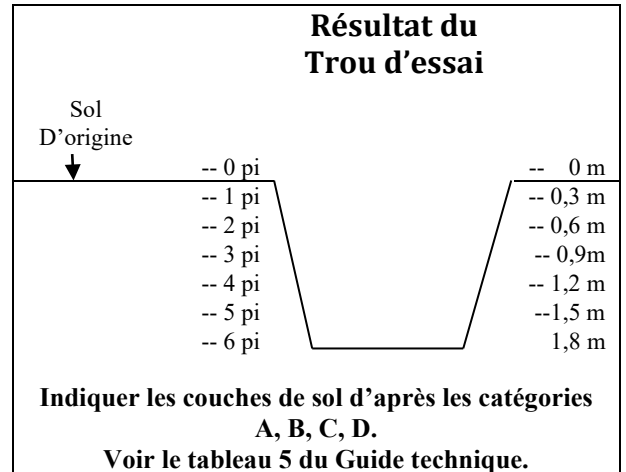 Résultat du
Trou d’essai
Sol
D’origine
-- 0 pi -- 0 m
-- 1 pi -- 0,3 m
-- 2 pi -- 0,6 m
-- 3 pi -- 0,9m
-- 4 pi -- 1,2 m
-- 5 pi --1,5 m
-- 6 pi 1,8 m
Indiquer les couches de sol d’après les catégories
A, B, C, D.
Voir le tableau 5 du Guide technique.